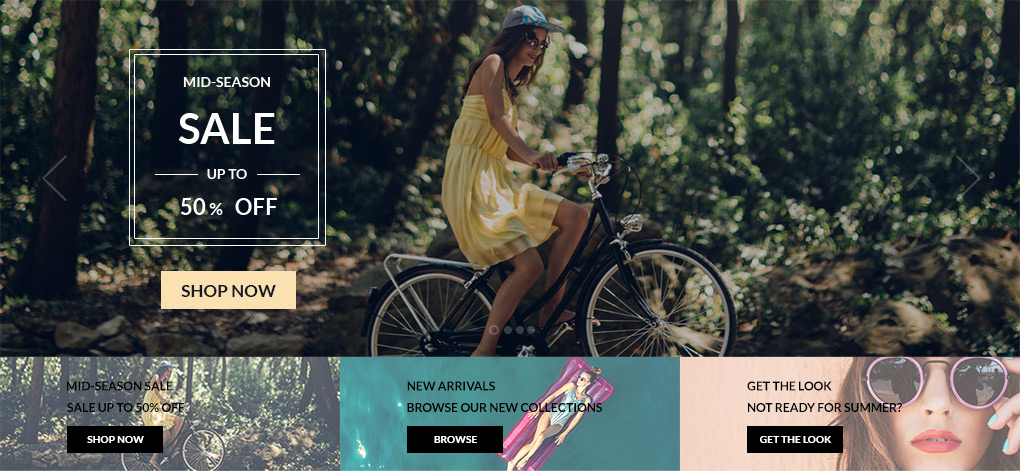 MID-SEASON
SALE
UP TO
50% OFF
SHOP NOW
MID-SEASON SALE
SALE UP TO 50% OFF
SHOP NOW
NEW ARRIVALS
BROWSE OUR NEW COLLECTIONS
BROWSE
GET THE LOOK
NOT READY FOR SUMMER?
GET THE LOOK